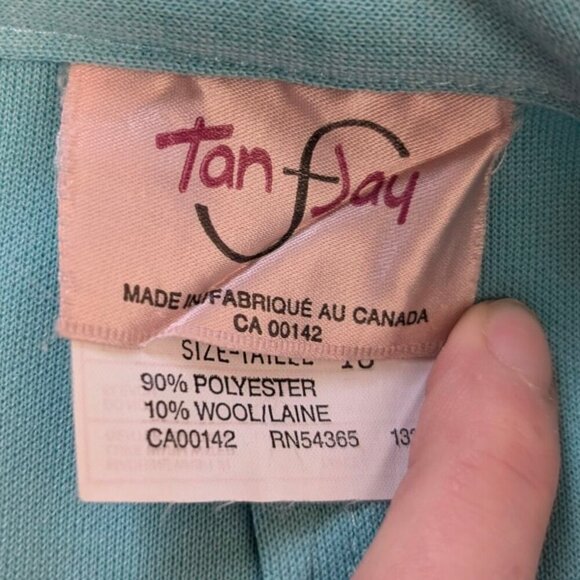 Tan Jay
MADE IN/FABRIQUÉ AU CANADA
CA 00142
SIZE-TAILLE
90% POLYESTER
10% WOOL/LAINE
CA00142 RN54365